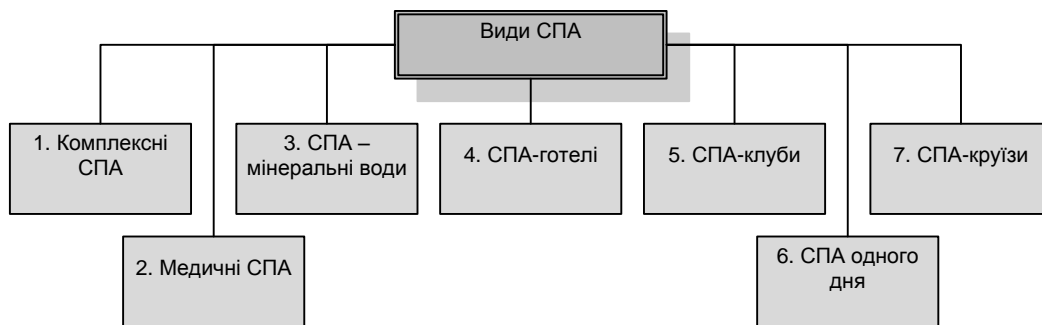 Види СПА
1. Комплексні
СПА
2. Медичні СПА
3. СПА –
мінеральні води
4. СПА-готелі
5. СПА-клуби
6. СПА одного
дня
7. СПА-круїзи